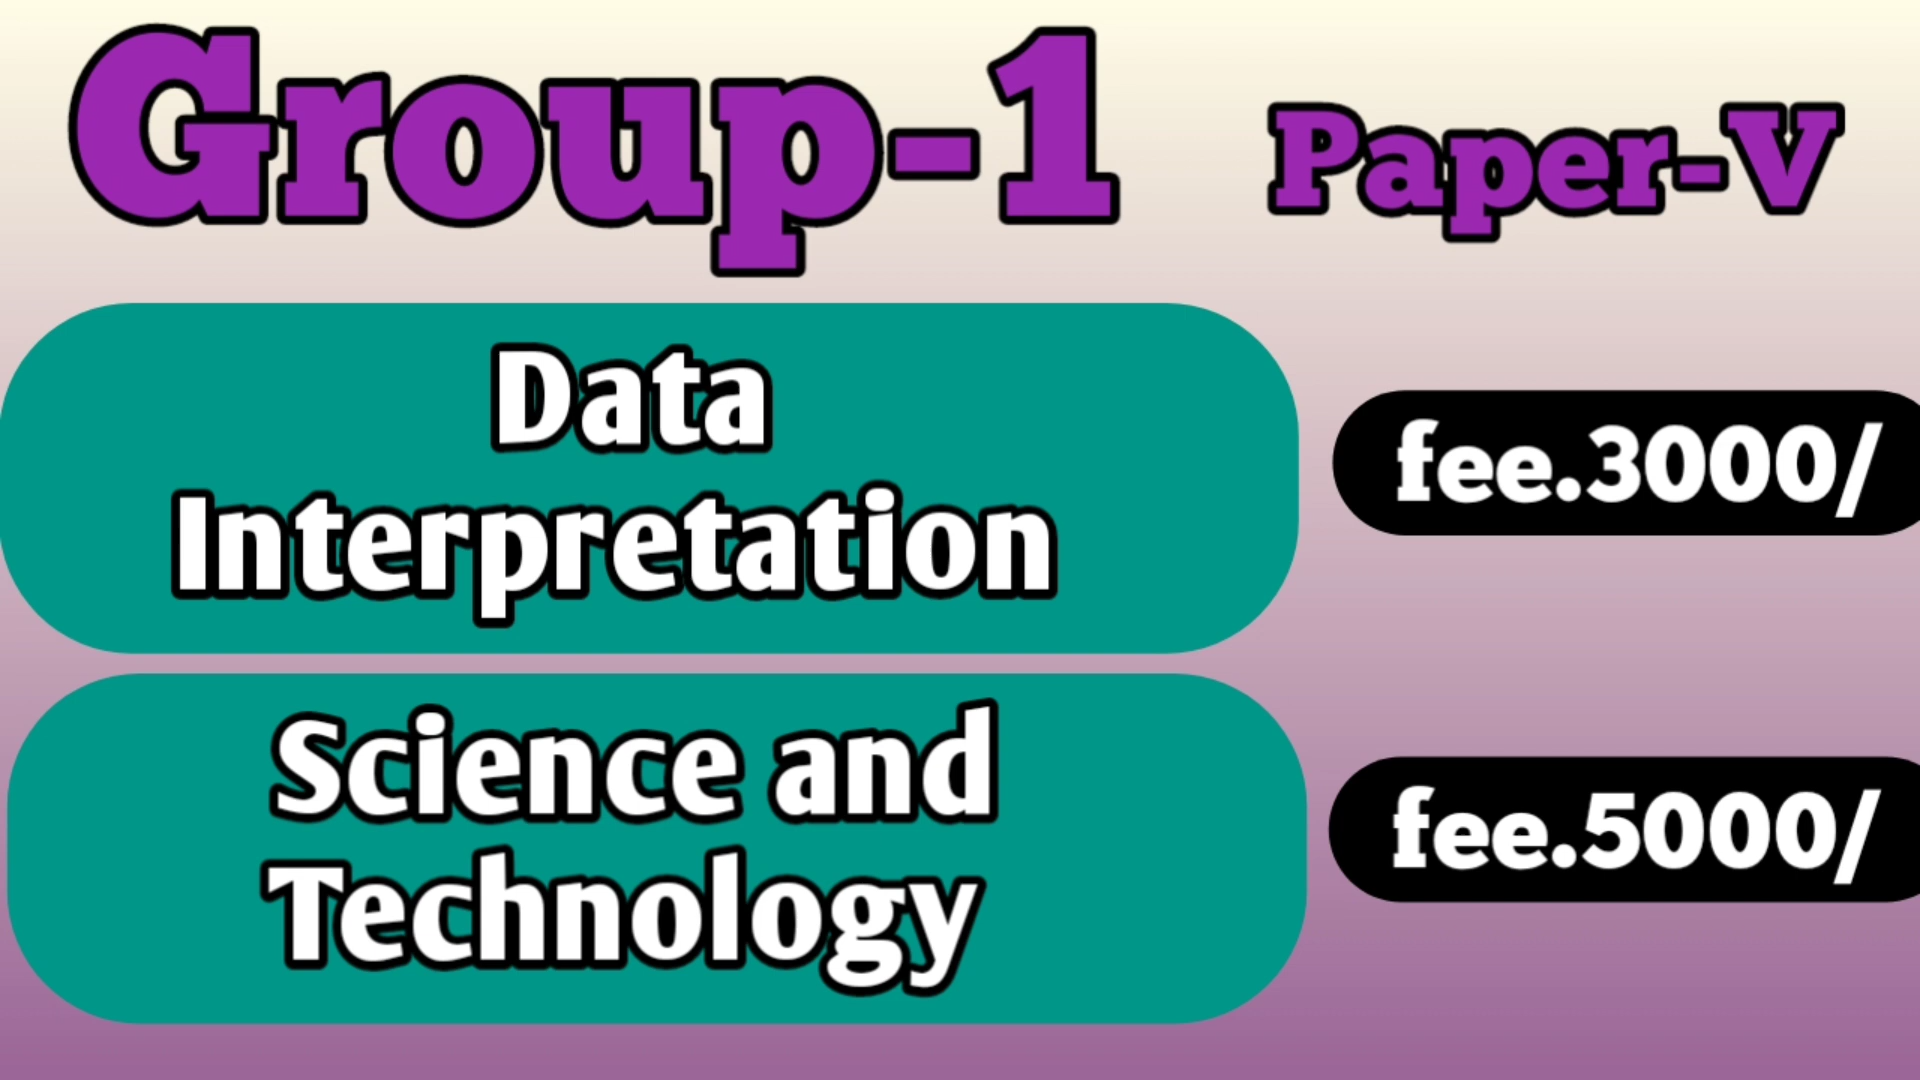 Group-1
Paper-V
Data
Interpretation
fee.3000/
Science and
Technology
fee.5000/